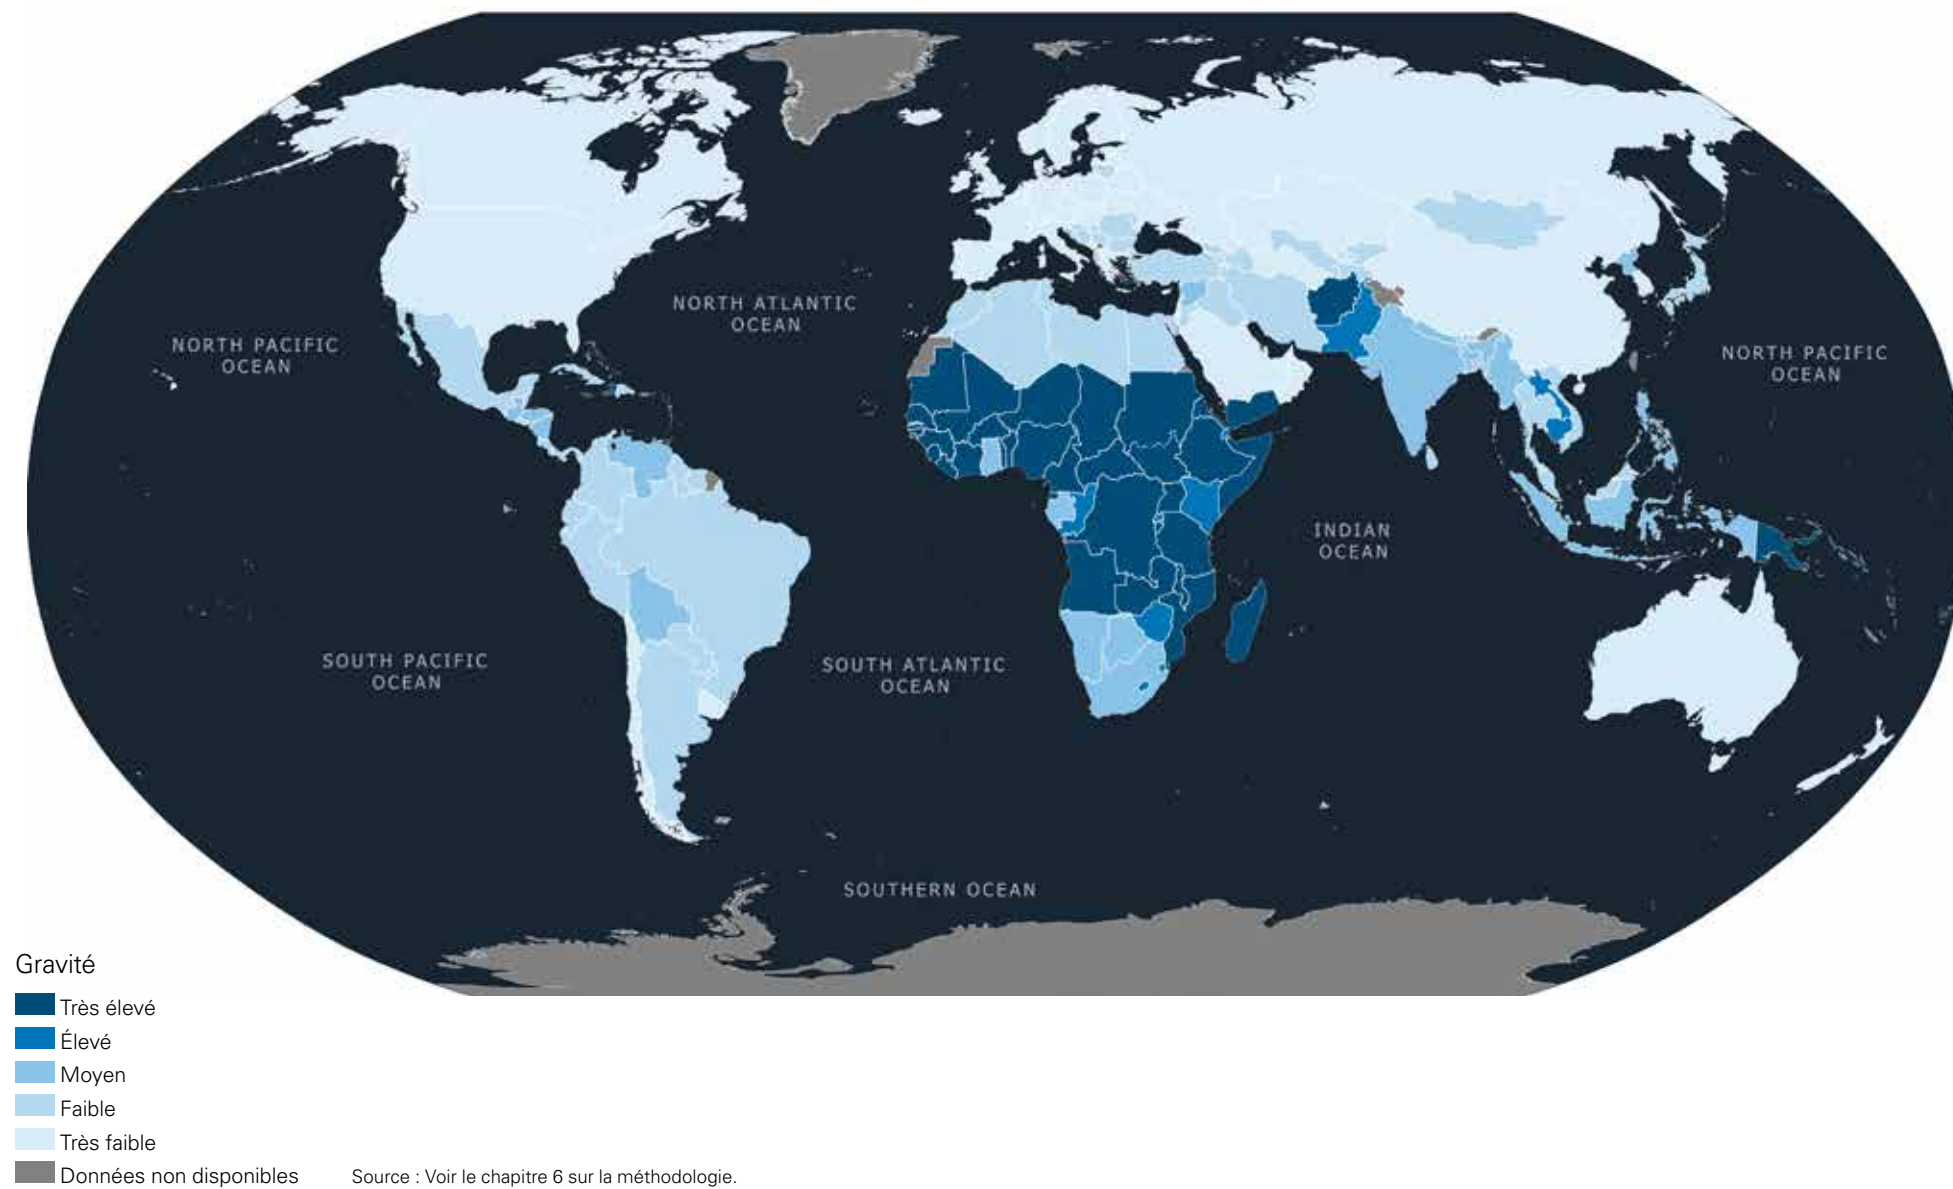 NORTH ATLANTIC
OCEAN
NORTH PACIFIC
OCEAN
NORTH PACIFIC
OCEAN
INDIAN
OCEAN
SOUTH PACIFIC
OCEAN
SOUTH ATLANTIC
OCEAN
SOUTHERN OCEAN
Gravité
Très élevé
Élevé
Moyen
Faible
Très faible
Données non disponibles
Source : Voir le chapitre 6 sur la méthodologie.